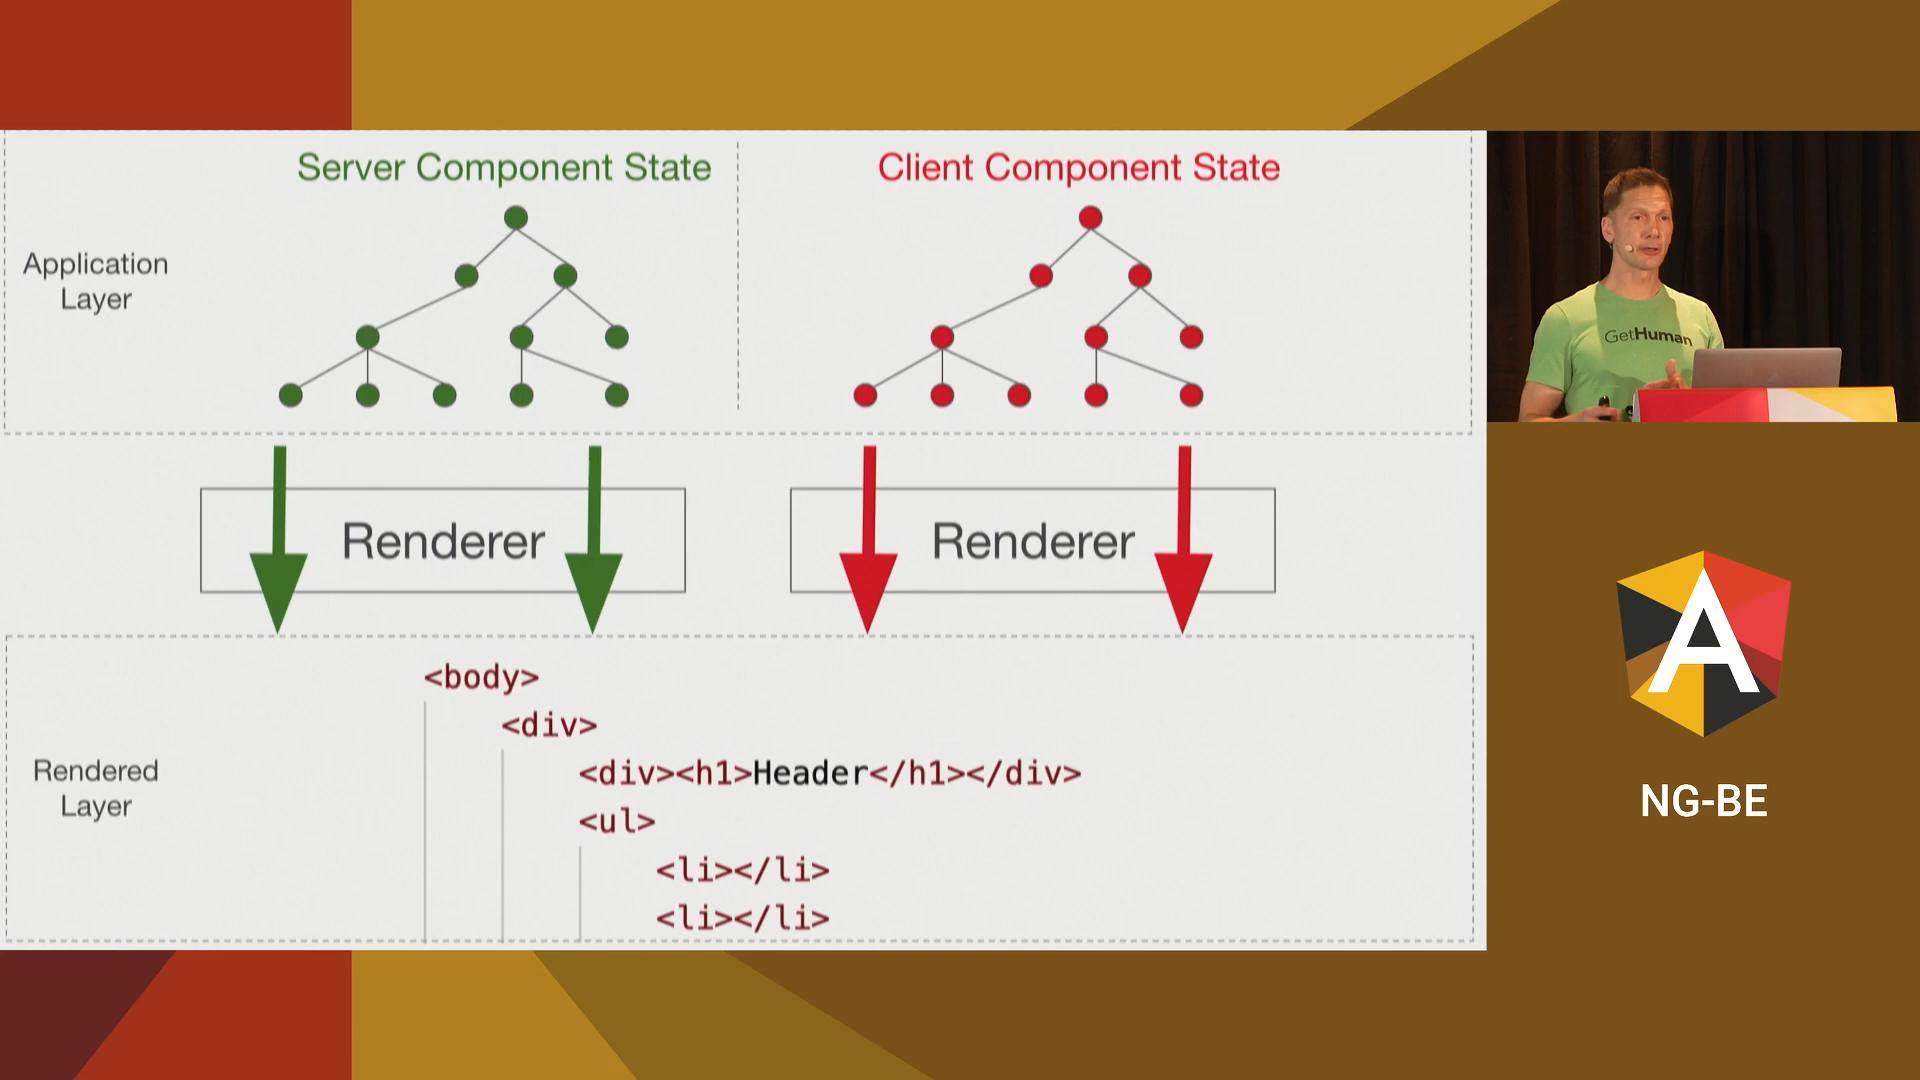 Server Component State
Client Component State
Application
Layer
GetHuman
Renderer
Renderer
<body>
<div>
<div><h1>Header</h1></div>
Rendered
Layer
<ul>
<li></li>
<li></li>
A
NG-BE